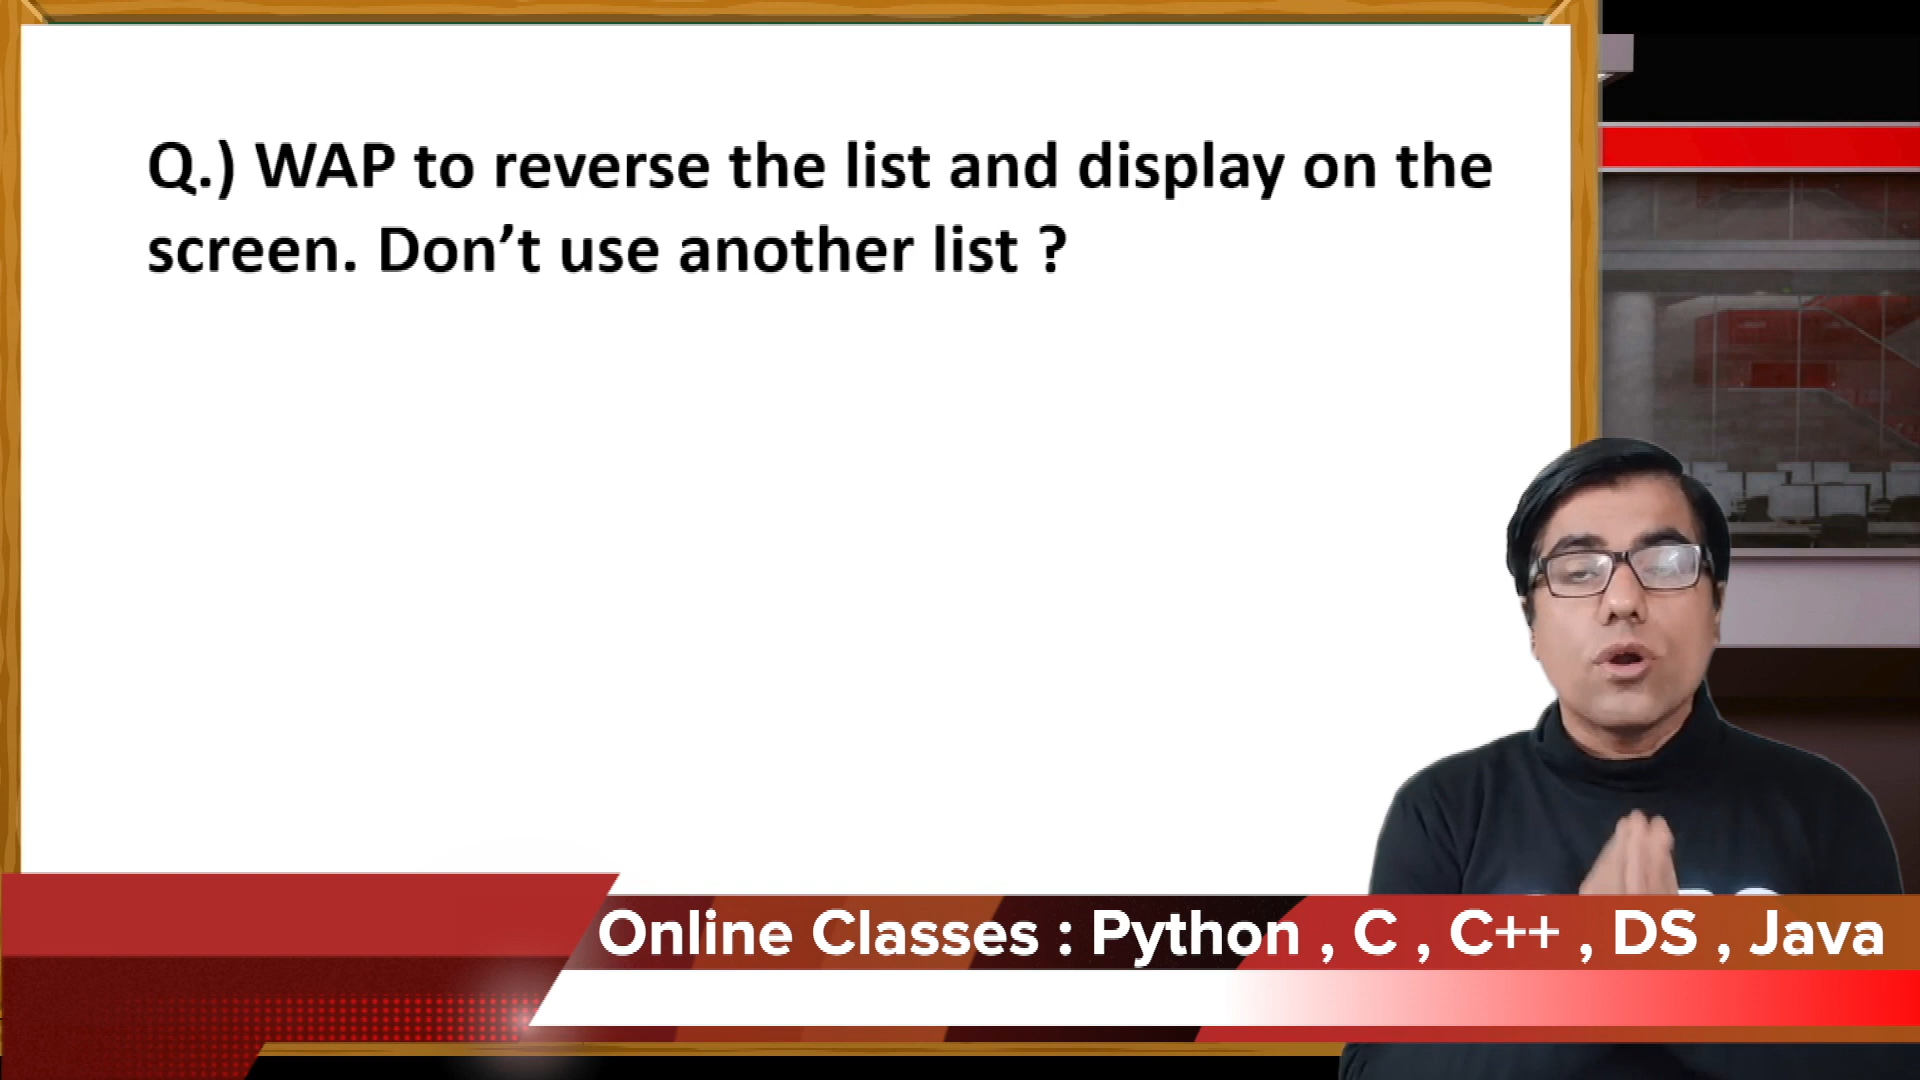 Q.) WAP to reverse the list and display on the
screen. Don’t use another list ?
Online Classes : Python , C , C++ , DS , Java